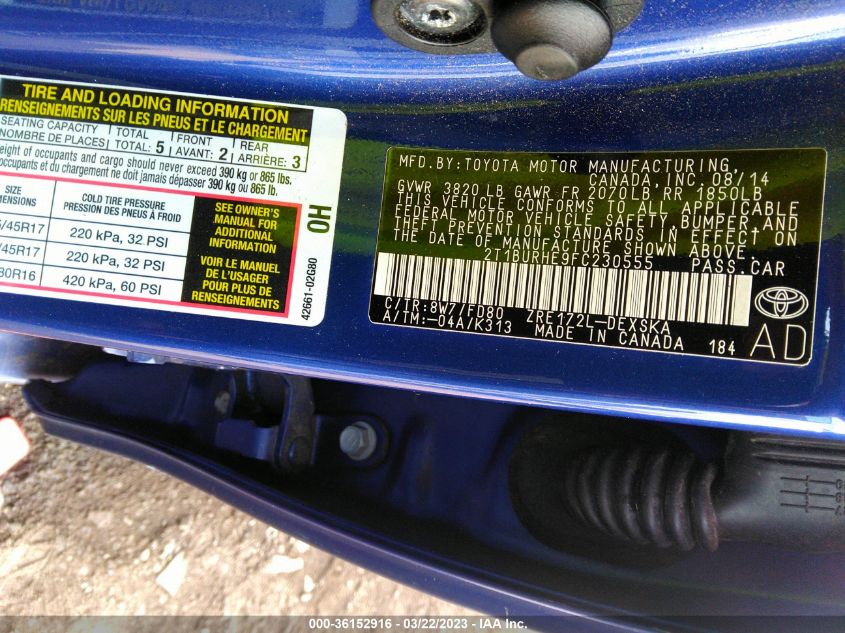 TIRE AND LOADING INFORMATION
RENSEIGNEMENTS SUR LES PNEUS ET LE CHARGEMENT
SEATING CAPACITY TOTAL FRONT REAR
NOMBRE DE PLACES TOTAL: 5 AVANT: 2 ARRIÈRE: 3
of occupants and cargo should never exceed 390 kg or 865 lbs.
occupants et du chargement ne doit jamais dépasser 390 kg ou 865 lb.
SIZE
DIMENSIONS
COLD TIRE PRESSURE
PRESSION DES PNEUS À FROID
/45R17 220 kPa, 32 PSI
/45R17 220 kPa, 32 PSI
80R16 420 kPa, 60 PSI
SEE OWNER'S
MANUAL FOR
ADDITIONAL
INFORMATION
VOIR LE MANUEL
DE L'USAGER
POUR PLUS DE
RENSEIGNEMENTS
HO
42661-02G80
MFD. BY: TOYOTA MOTOR MANUFACTURING,
CANADA, INC. 08/14
GVWR 3820 LB GAWR FR 2070LB RR 1850LB
THIS VEHICLE CONFORMS TO ALL APPLICABLE
FEDERAL MOTOR VEHICLE SAFETY, BUMPER, AND
THEFT PREVENTION STANDARDS IN EFFECT ON
THE DATE OF MANUFACTURE SHOWN ABOVE.
2T1BURHE9FC230555 PASS. CAR
C/TR: 8W7/FD80 ZRE172L-DEXSKA
A/TM: -04A/K313 MADE IN CANADA 184
AD
000-36152916 - 03/22/2023 - IAA Inc.